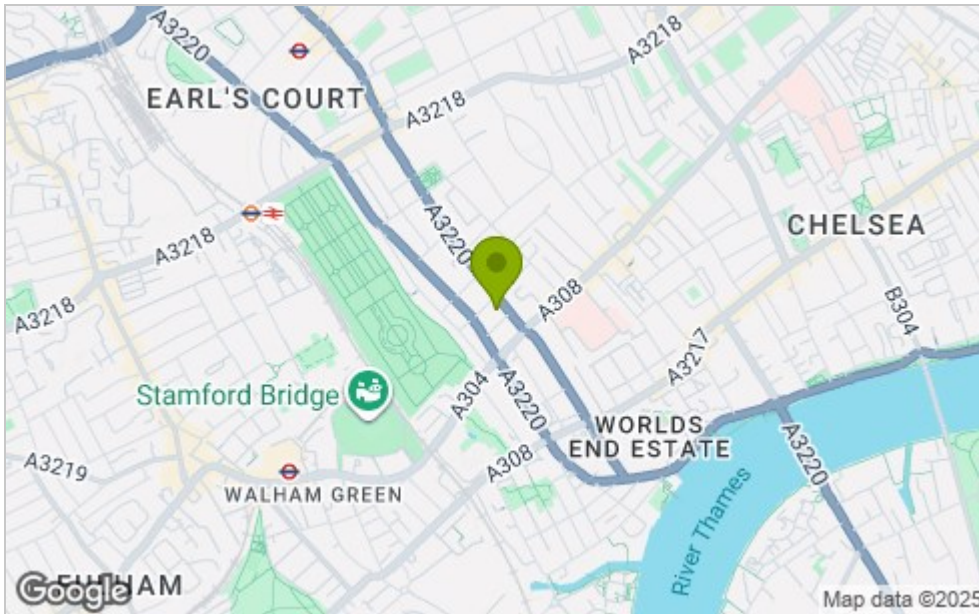 A3220
A3218
EARL'S COURT
A3218
A3220
CHELSEA
A3218
A3218
A308
B304
A3217
Stamford Bridge
A304
A3220
WORLDS
END ESTATE
A308
A3219
WALHAM GREEN
A3220
River Thames
FULHAM
Google
Map data ©202